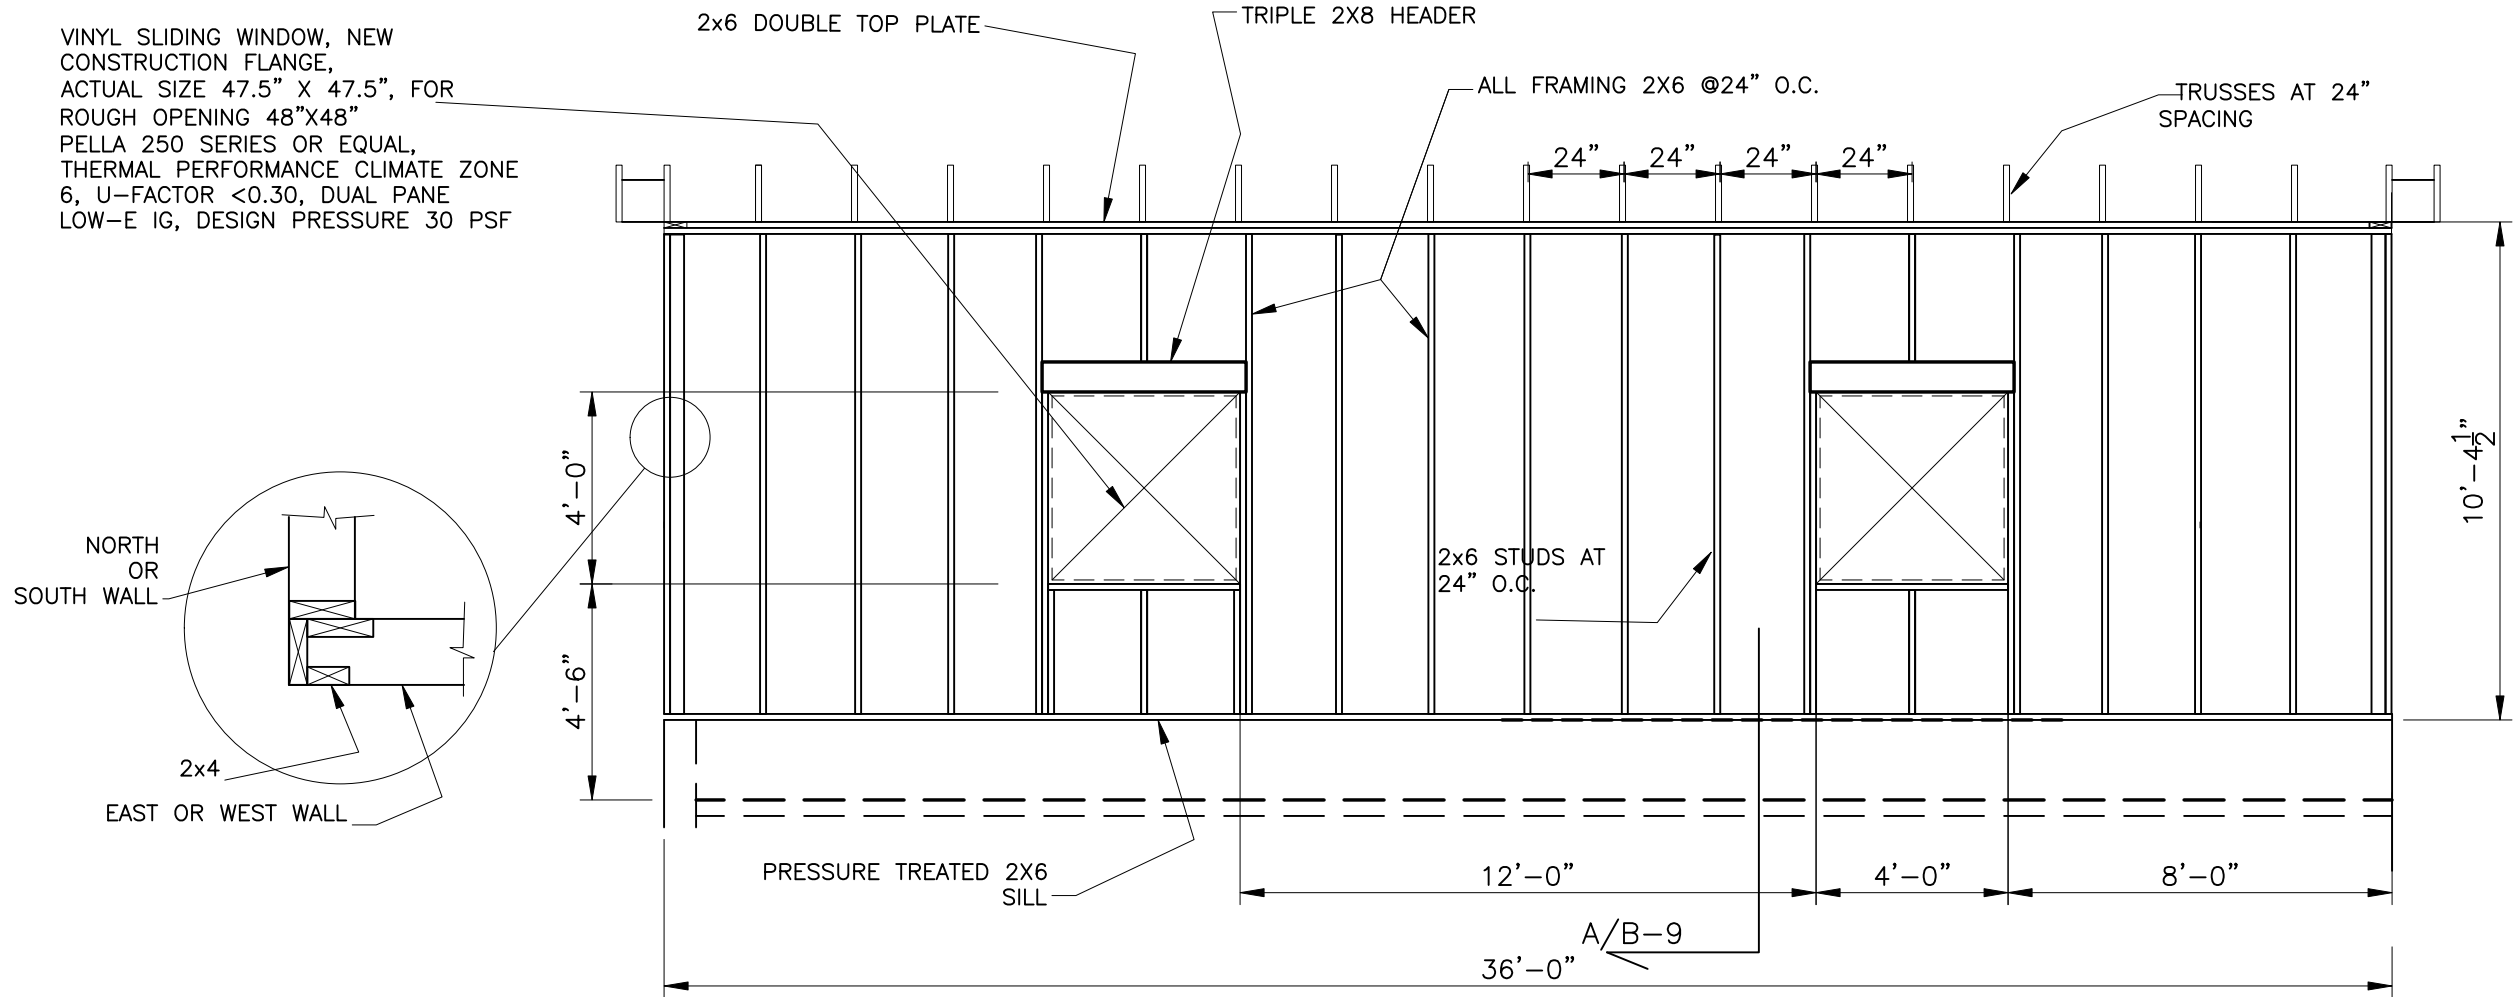 VINYL SLIDING WINDOW, NEW
CONSTRUCTION FLANGE,
ACTUAL SIZE 47.5" X 47.5", FOR
ROUGH OPENING 48"X48"
PELLA 250 SERIES OR EQUAL,
THERMAL PERFORMANCE CLIMATE ZONE
6, U-FACTOR <0.30, DUAL PANE
LOW-E IG, DESIGN PRESSURE 30 PSF
2x6 DOUBLE TOP PLATE
TRIPLE 2X8 HEADER
ALL FRAMING 2X6 @24" O.C.
TRUSSES AT 24"
SPACING
24"
24"
24"
24"
4'-0"
4'-6"
10'-4 1/2"
NORTH
OR
SOUTH WALL
2x4
EAST OR WEST WALL
2x6 STUDS AT
24" O.C.
PRESSURE TREATED 2X6
SILL
12'-0"
4'-0"
8'-0"
A/B-9
36'-0"